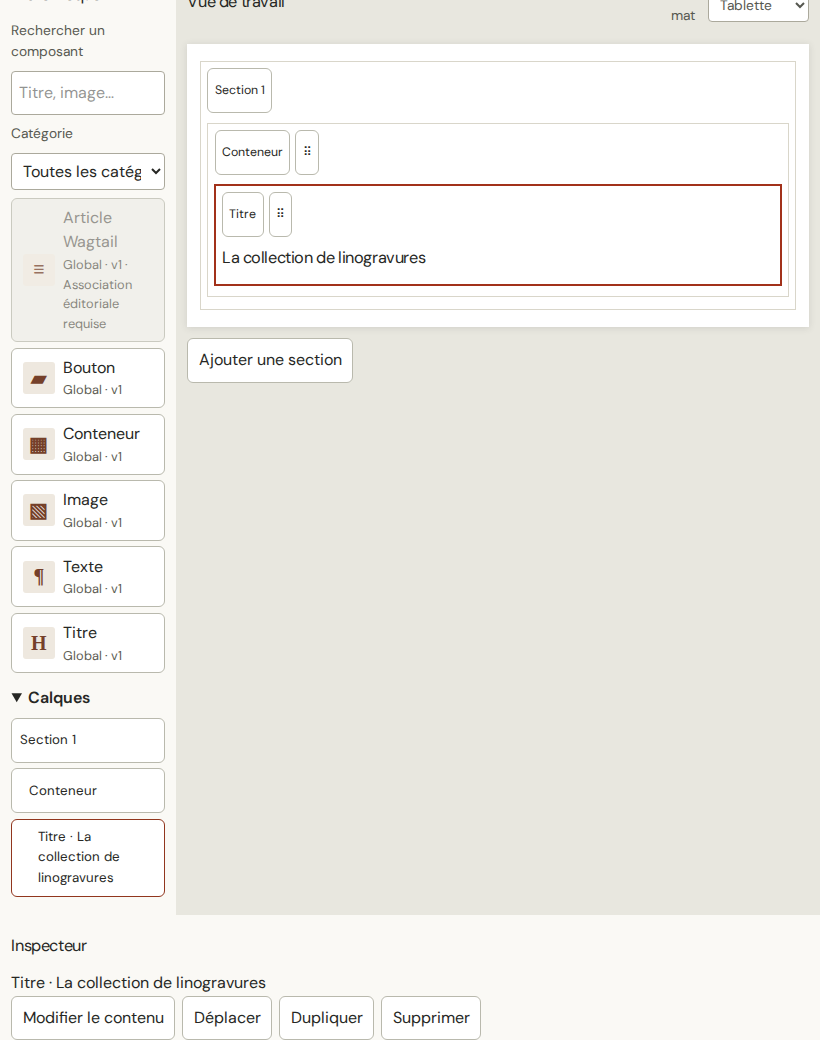 Vue de travail
mat
Tablette
Rechercher un
composant
Titre, image...
Catégorie
Toutes les catég
Article
Wagtail
Global · v1 ·
Association
éditoriale
requise
Bouton
Global · v1
Conteneur
Global · v1
Image
Global · v1
¶
Texte
Global · v1
H
Titre
Global · v1
Calques
Section 1
Conteneur
Titre · La
collection de
linogravures
Section 1
Conteneur
Titre
La collection de linogravures
Ajouter une section
Inspecteur
Titre · La collection de linogravures
Modifier le contenu
Déplacer
Dupliquer
Supprimer